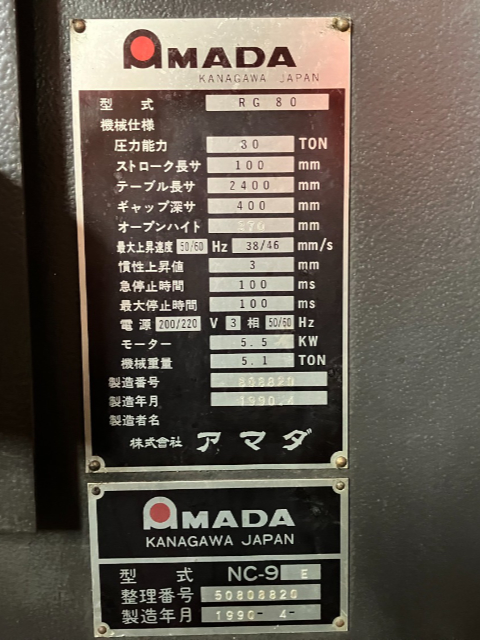 AMADA
KANAGAWA JAPAN
型 式 RG 80
機械仕様
圧力能力 30 TON
ストローク長サ 100 mm
テーブル長サ 2400 mm
ギャップ深サ 400 mm
オープンハイト 370 mm
最大上昇速度 50/60 Hz 38/46 mm/s
慣性上昇値 3 mm
急停止時間 100 ms
最大停止時間 100 ms
電源 200/220 V 3 相 50/60 Hz
モーター 5.5 KW
機械重量 5.1 TON
製造番号 808820
製造年月 1990.4
製造者名
株式会社 アマダ
AMADA
KANAGAWA JAPAN
型 式 NC-9 E
整理番号 50808820
製造年月 1990-4-